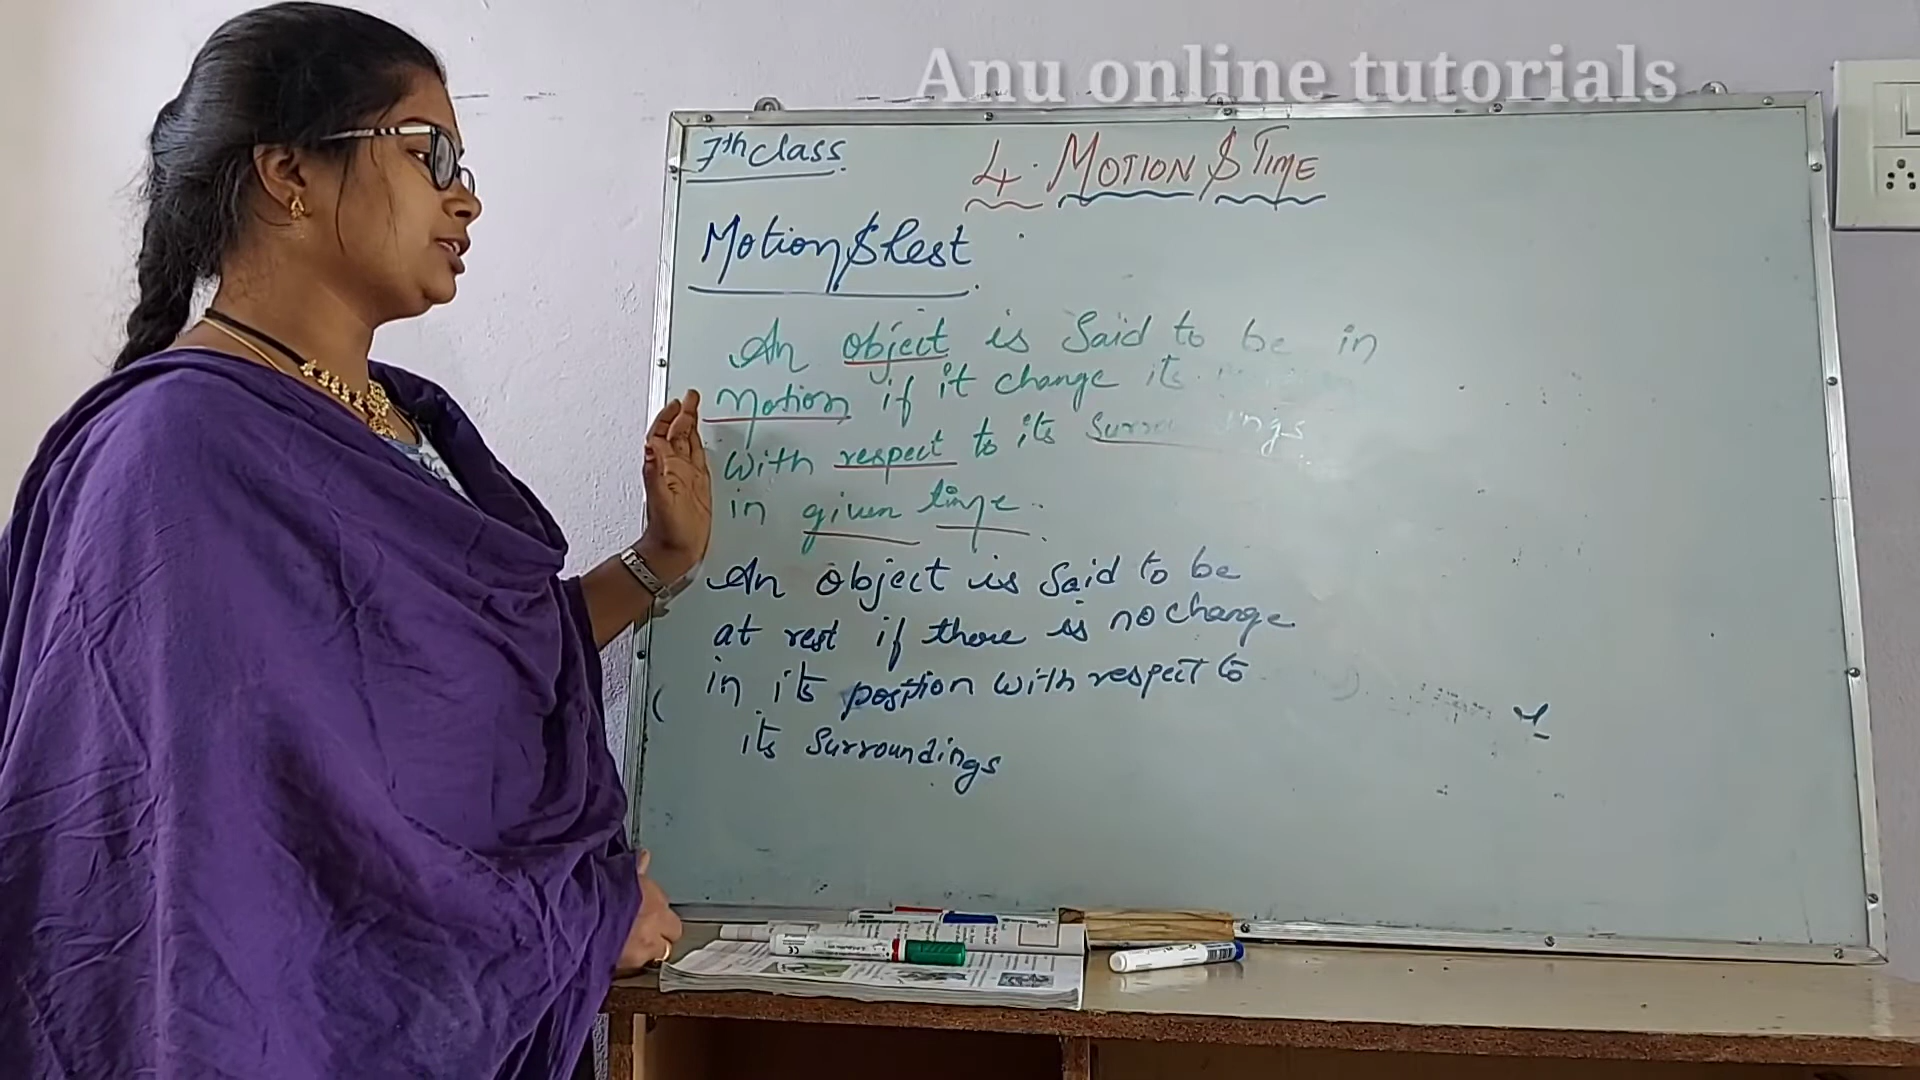 Anu online tutorials
7th class.
4. MOTION & TIME
Motion & Rest.
An object is said to be in
Motion if it change its
with respect to its Surroundings
in given time.
An object is said to be
at rest if there is no change
in its position with respect to
its surroundings